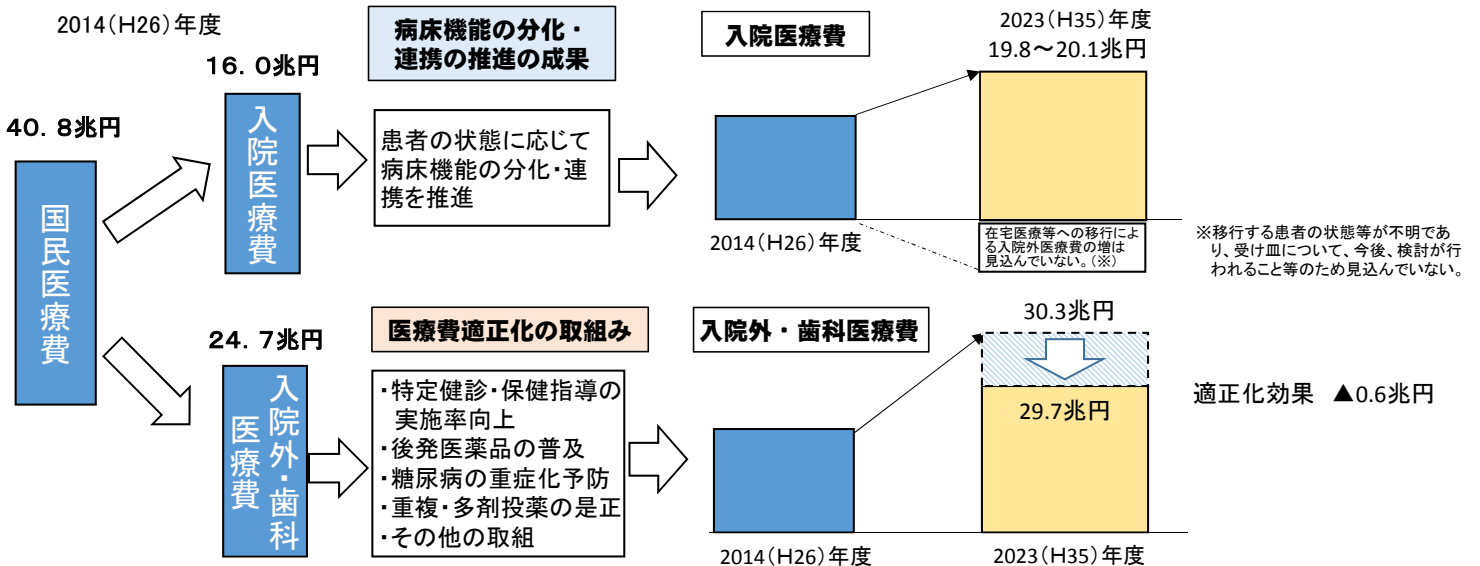 2014(H26)年度
40.8兆円
国民医療費
16.0兆円
入院医療費
病床機能の分化・
連携の推進の成果
患者の状態に応じて
病床機能の分化・連
携を推進
入院医療費
2014(H26)年度
2023(H35)年度
19.8～20.1兆円
在宅医療等への移行によ
る入院外医療費の増は
見込んでいない。(※)
※移行する患者の状態等が不明であ
り、受け皿について、今後、検討が行
われること等のため見込んでいない。
24.7兆円
入院外・歯科
医療費
医療費適正化の取組み
・特定健診・保健指導の
実施率向上
・後発医薬品の普及
・糖尿病の重症化予防
・重複・多剤投薬の是正
・その他の取組
入院外・歯科医療費
2014(H26)年度
30.3兆円
29.7兆円
2023(H35)年度
適正化効果 ▲0.6兆円